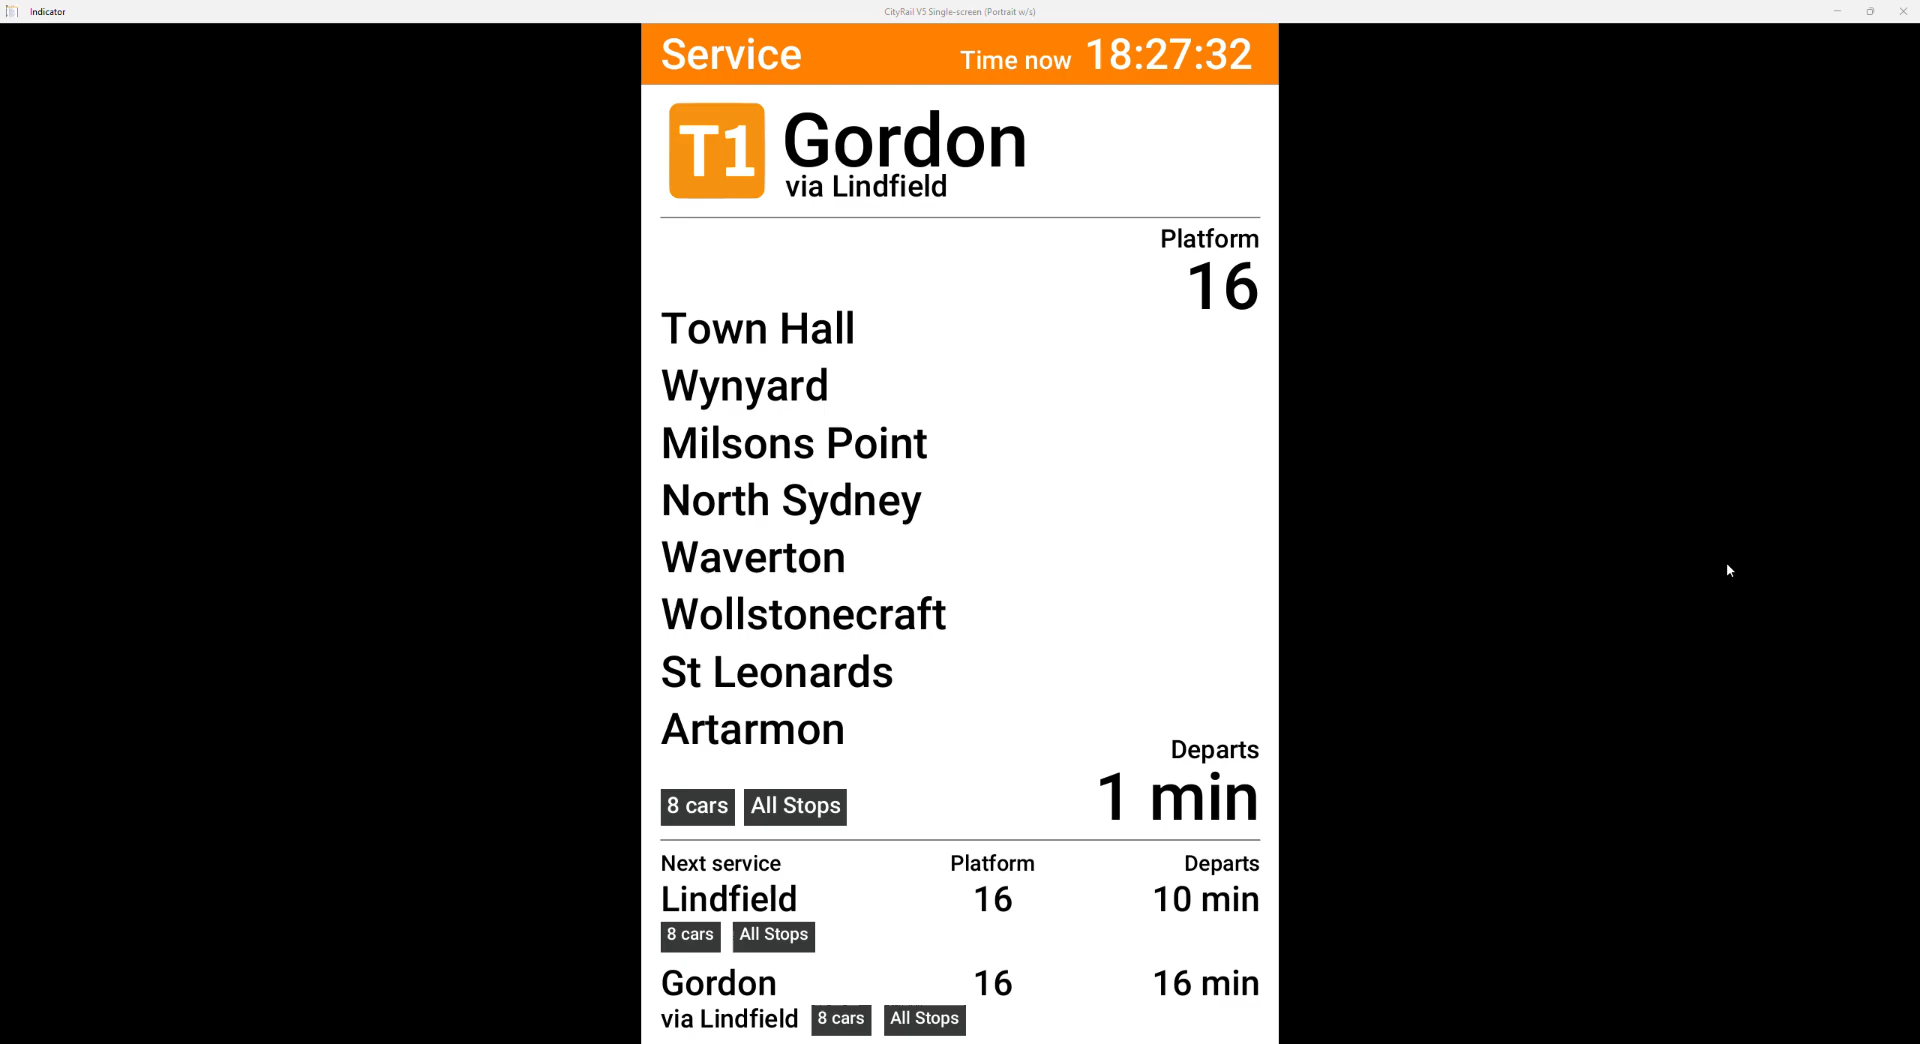 Indicator
CityRail V5 Single-screen (Portrait w/s)
Service Time now 18:27:32
T1 Gordon
via Lindfield
Platform
16
Town Hall
Wynyard
Milsons Point
North Sydney
Waverton
Wollstonecraft
St Leonards
Artarmon
Departs
8 cars All Stops 1 min
Next service Platform Departs
Lindfield 16 10 min
8 cars All Stops
Gordon 16 16 min
via Lindfield 8 cars All Stops